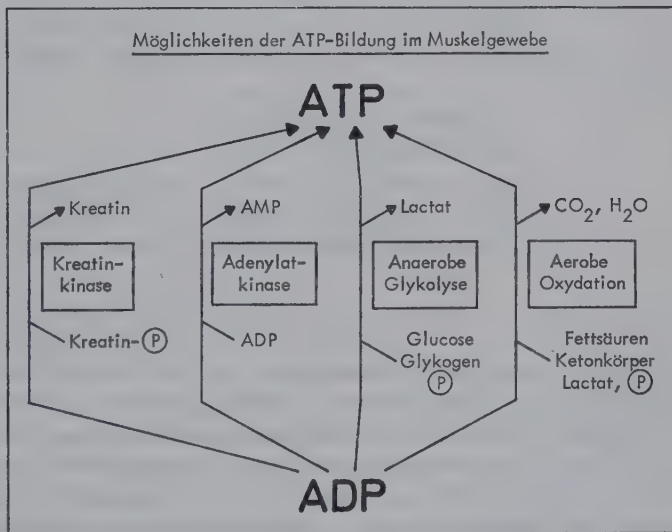 Möglichkeiten der ATP-Bildung im Muskelgewebe
ATP
Kreatin
AMP
Lactat
CO₂, H₂O
Kreatin-
kinase
Adenylat-
kinase
Anaerobe
Glykolyse
Aerobe
Oxydation
Kreatin-Ⓟ
ADP
Glucose
Glykogen
Ⓟ
Fettsäuren
Ketonkörper
Lactat, Ⓟ
ADP